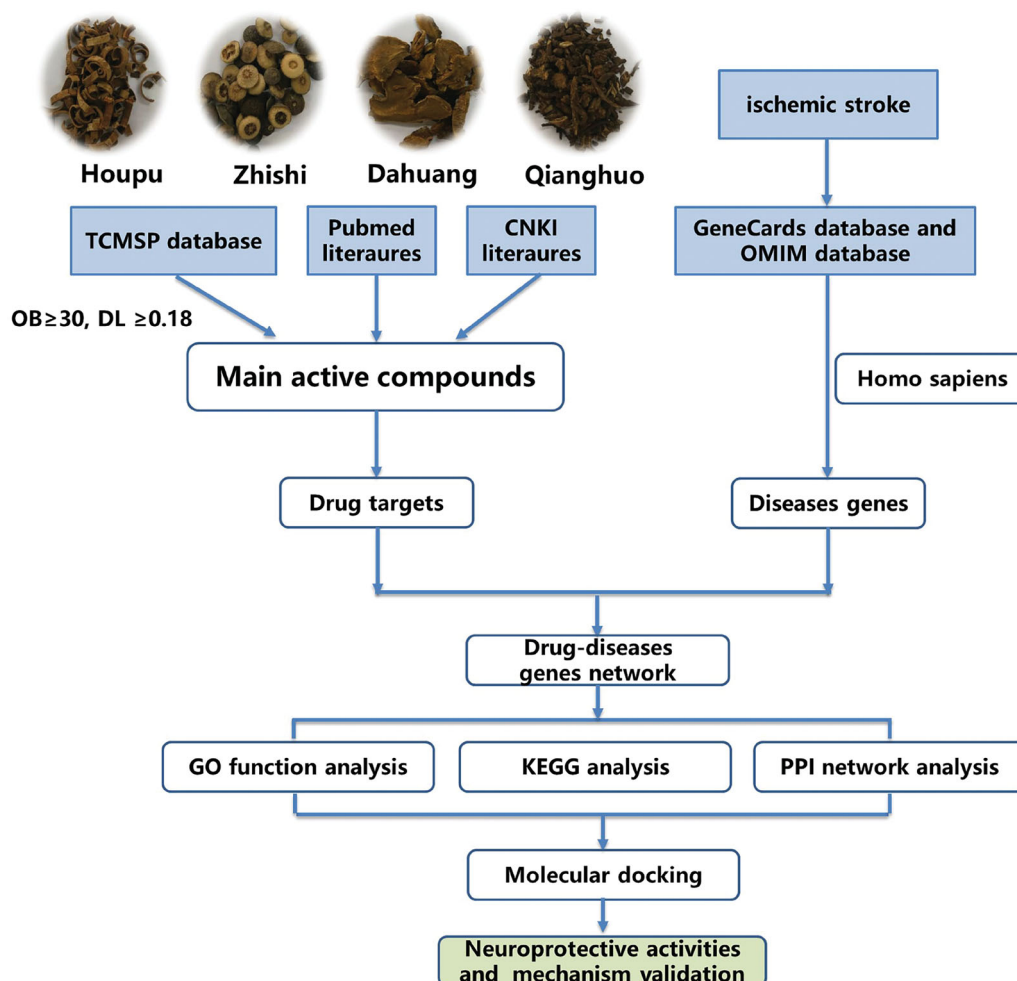 Houpu
Zhishi
Dahuang
Qianghuo
ischemic stroke
TCMSP database
Pubmed
literaures
CNKI
literaures
GeneCards database and
OMIM database
OB≥30, DL ≥0.18
Main active compounds
Homo sapiens
Drug targets
Diseases genes
Drug-diseases
genes network
GO function analysis
KEGG analysis
PPI network analysis
Molecular docking
Neuroprotective activities
and mechanism validation